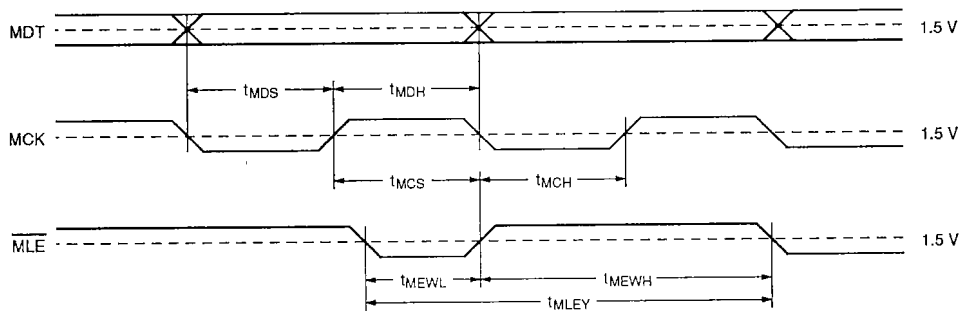 MDT 1.5 V
tMDS tMDH
MCK 1.5 V
tMCS tMCH
MLE 1.5 V
tMEWL tMEWH
tMLEY